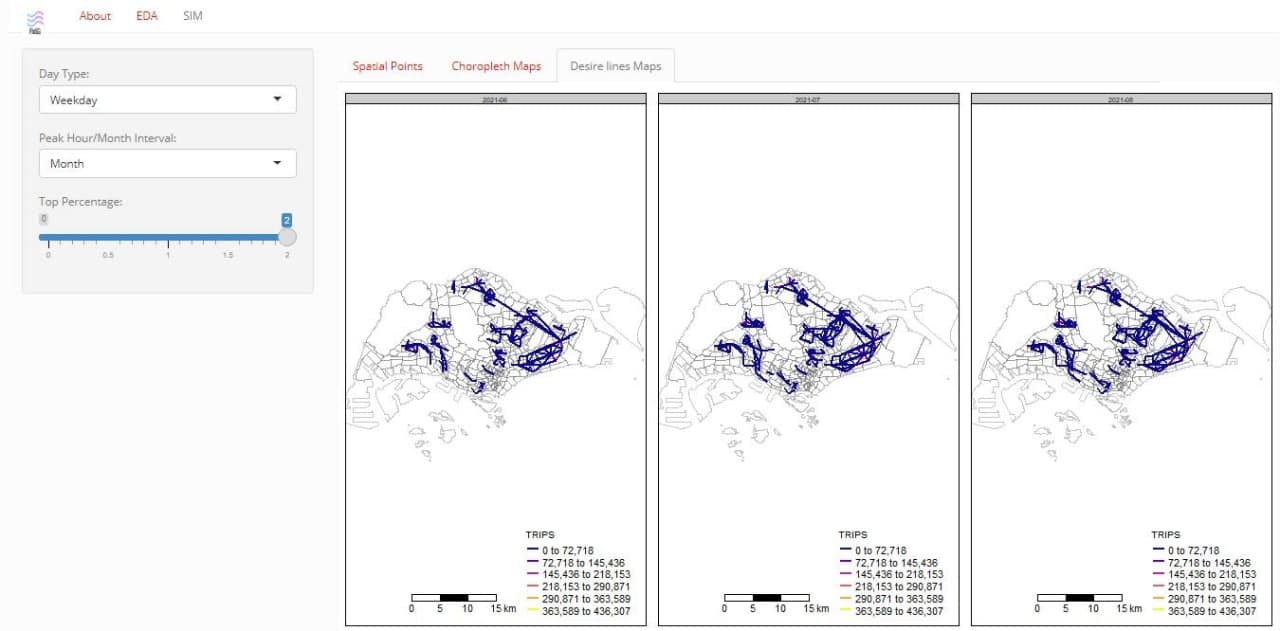 About EDA SIM
Day Type:
Weekday
Peak Hour/Month Interval:
Month
Top Percentage:
0 2
0 0.5 1 1.5 2
Spatial Points Choropleth Maps Desire lines Maps
2021-06
TRIPS
0 to 72,718
72,718 to 145,436
145,436 to 218,153
218,153 to 290,871
290,871 to 363,589
363,589 to 436,307
0 5 10 15 km
2021-07
TRIPS
0 to 72,718
72,718 to 145,436
145,436 to 218,153
218,153 to 290,871
290,871 to 363,589
363,589 to 436,307
0 5 10 15 km
2021-08
TRIPS
0 to 72,718
72,718 to 145,436
145,436 to 218,153
218,153 to 290,871
290,871 to 363,589
363,589 to 436,307
0 5 10 15 km